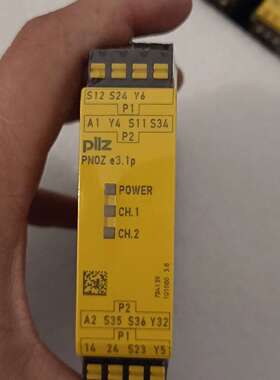 S12 S24 Y6
P1
A1 Y4 S11 S34
P2
pilz
PNOZ e3.1p
POWER
CH.1
CH.2
P2
A2 S35 S36 Y32
P1
14 24 S23 Y5